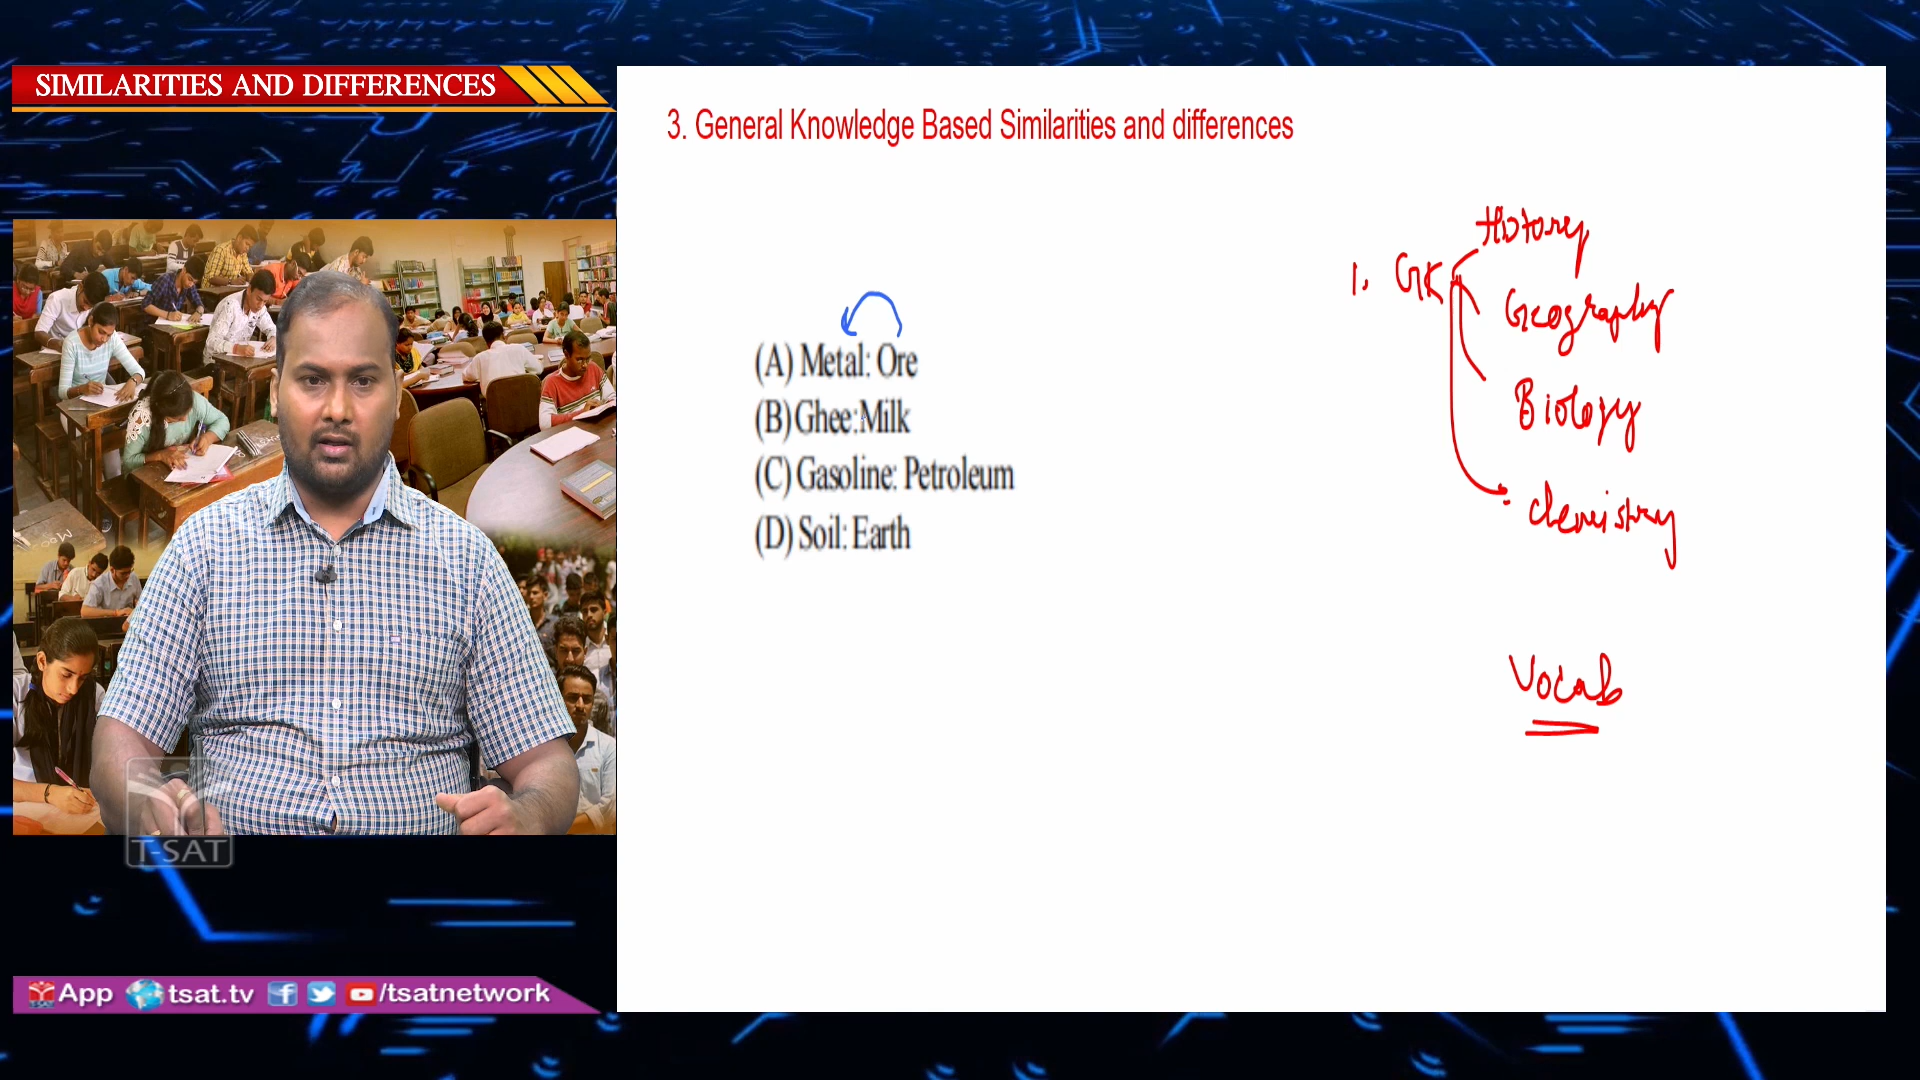 SIMILARITIES AND DIFFERENCES
3. General Knowledge Based Similarities and differences
(A) Metal: Ore
(B) Ghee:Milk
(C) Gasoline: Petroleum
(D) Soil: Earth
1. GK
History
Geography
Biology
chemistry
Vocab
T-SAT
App tsat.tv /tsatnetwork